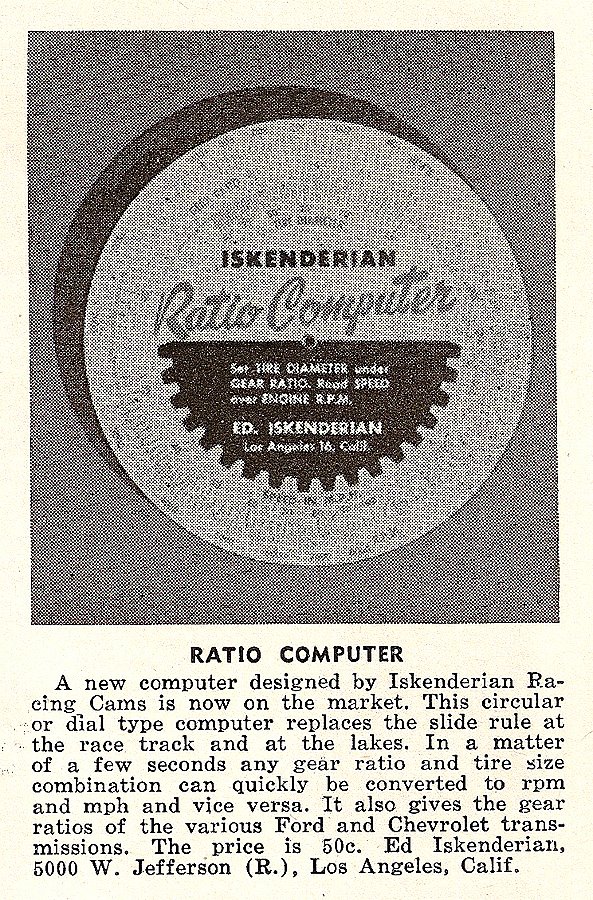 ISKENDERIAN
Ratio Computer
Set TIRE DIAMETER under
GEAR RATIO. Read SPEED
over ENGINE R.P.M.
ED. ISKENDERIAN
Los Angeles 16, Calif.
RATIO COMPUTER
A new computer designed by Iskenderian Ra-
cing Cams is now on the market. This circular
or dial type computer replaces the slide rule at
the race track and at the lakes. In a matter
of a few seconds any gear ratio and tire size
combination can quickly be converted to rpm
and mph and vice versa. It also gives the gear
ratios of the various Ford and Chevrolet trans-
missions. The price is 50c. Ed Iskenderian,
5000 W. Jefferson (R.), Los Angeles, Calif.